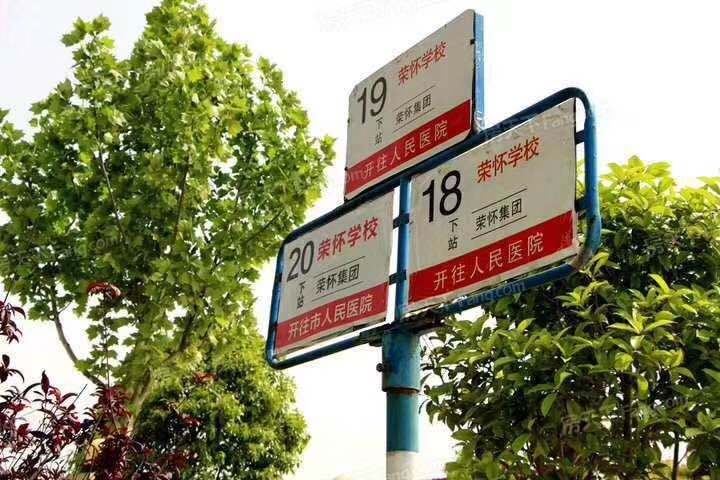 19
荣怀学校
下站
荣怀集团
开往人民医院
18
荣怀学校
下站
荣怀集团
开往人民医院
20
荣怀学校
下站
荣怀集团
开往市人民医院